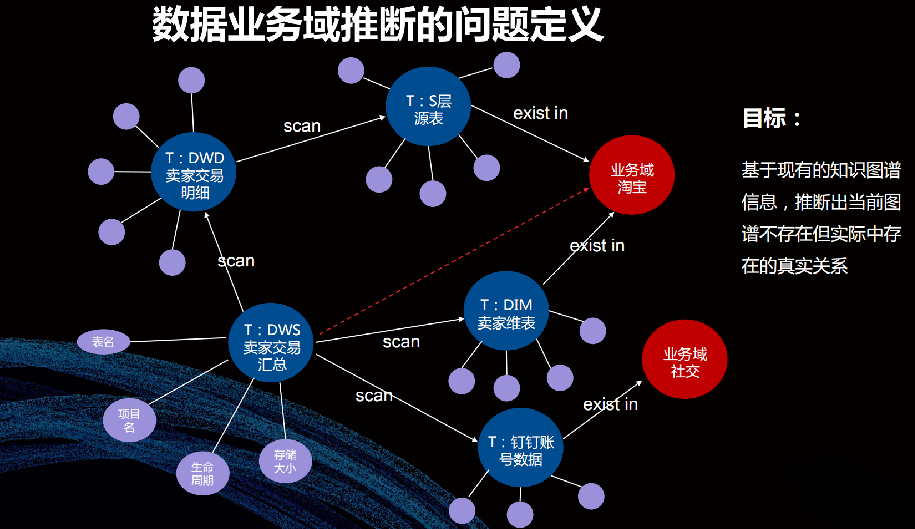 数据业务域推断的问题定义
T：S层
源表
scan
exist in
目标：
T：DWD
卖家交易
明细
业务域
淘宝
基于现有的知识图谱
信息，推断出当前图
谱不存在但实际中存
在的真实关系
scan
exist in
T：DIM
卖家维表
T：DWS
卖家交易
汇总
表名
scan
业务域
社交
scan
exist in
项目
名
T：钉钉账
号数据
存储
大小
生命
周期